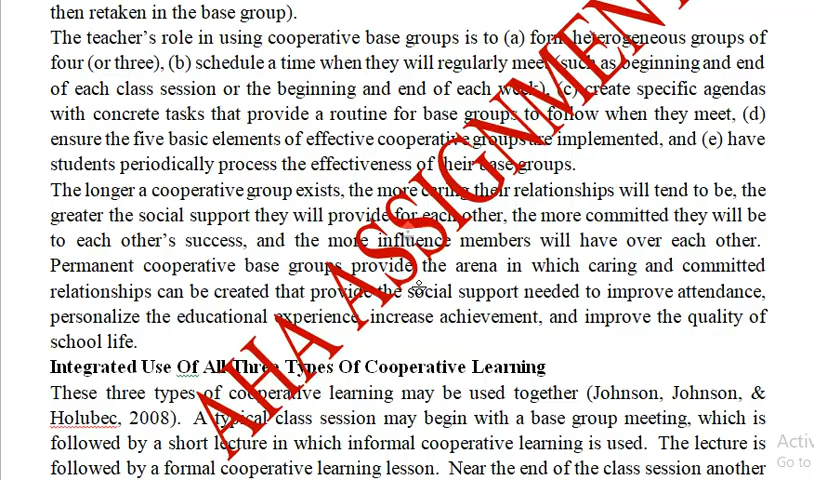 then retaken in the base group).
The teacher's role in using cooperative base groups is to (a) form heterogeneous groups of
four (or three), (b) schedule a time when they will regularly meet (such as beginning and end
of each class session or the beginning and end of each week), (c) create specific agendas
with concrete tasks that provide a routine for base groups to follow when they meet, (d)
ensure the five basic elements of effective cooperative groups are implemented, and (e) have
students periodically process the effectiveness of their base groups.
The longer a cooperative group exists, the more caring their relationships will tend to be, the
greater the social support they will provide for each other, the more committed they will be
to each other's success, and the more influence members will have over each other.
Permanent cooperative base groups provide the arena in which caring and committed
relationships can be created that provide the social support needed to improve attendance,
personalize the educational experience, increase achievement, and improve the quality of
school life.
Integrated Use Of All Three Types Of Cooperative Learning
These three types of cooperative learning may be used together (Johnson, Johnson, &
Holubec, 2008). A typical class session may begin with a base group meeting, which is
followed by a short lecture in which informal cooperative learning is used. The lecture is
followed by a formal cooperative learning lesson. Near the end of the class session another
AHA ASSIGNMEN
Activ
Go to